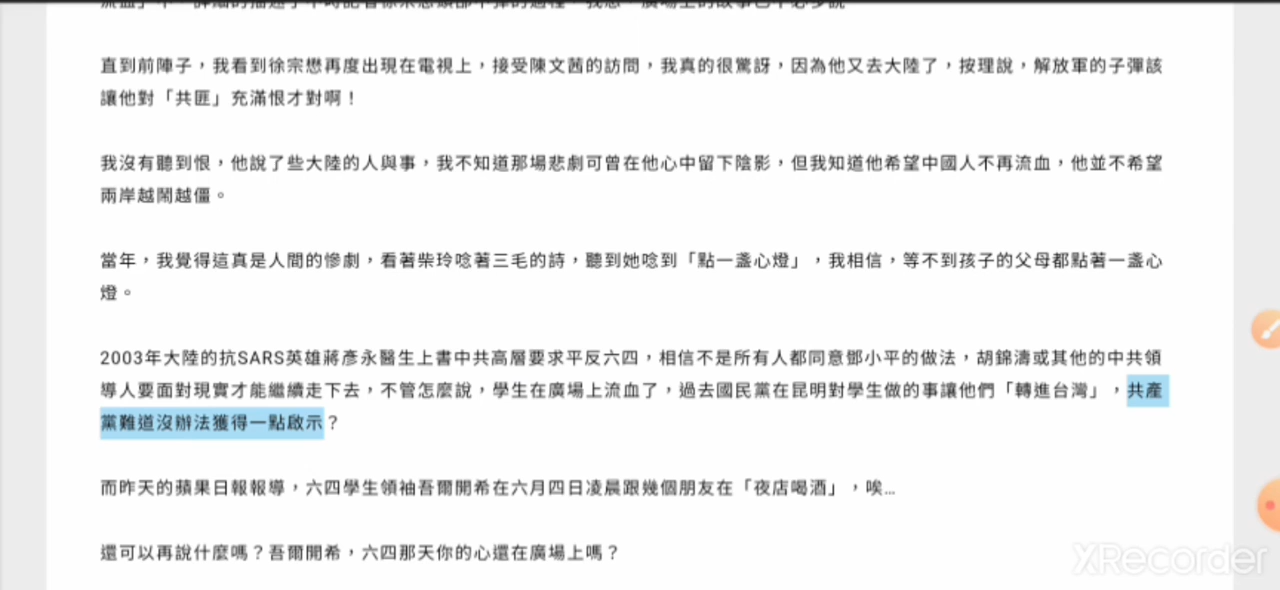 直到前陣子，我看到徐宗懋再度出現在電視上，接受陳文茜的訪問，我真的很驚訝，因為他又去大陸了，按理說，解放軍的子彈該
讓他對「共匪」充滿恨才對啊！
我沒有聽到恨，他說了些大陸的人與事，我不知道那場悲劇可曾在他心中留下陰影，但我知道他希望中國人不再流血，他並不希望
兩岸越鬧越僵。
當年，我覺得這真是人間的慘劇，看著柴玲唸著三毛的詩，聽到她唸到「點一盞心燈」，我相信，等不到孩子的父母都點著一盞心
燈。
2003年大陸的抗SARS英雄蔣彥永醫生上書中共高層要求平反六四，相信不是所有人都同意鄧小平的做法，胡錦濤或其他的中共領
導人要面對現實才能繼續走下去，不管怎麼說，學生在廣場上流血了，過去國民黨在昆明對學生做的事讓他們「轉進台灣」，共產
黨難道沒辦法獲得一點啟示？
而昨天的蘋果日報報導，六四學生領袖吾爾開希在六月四日凌晨跟幾個朋友在「夜店喝酒」，唉...
還可以再說什麼嗎？吾爾開希，六四那天你的心還在廣場上嗎？
XRecorder